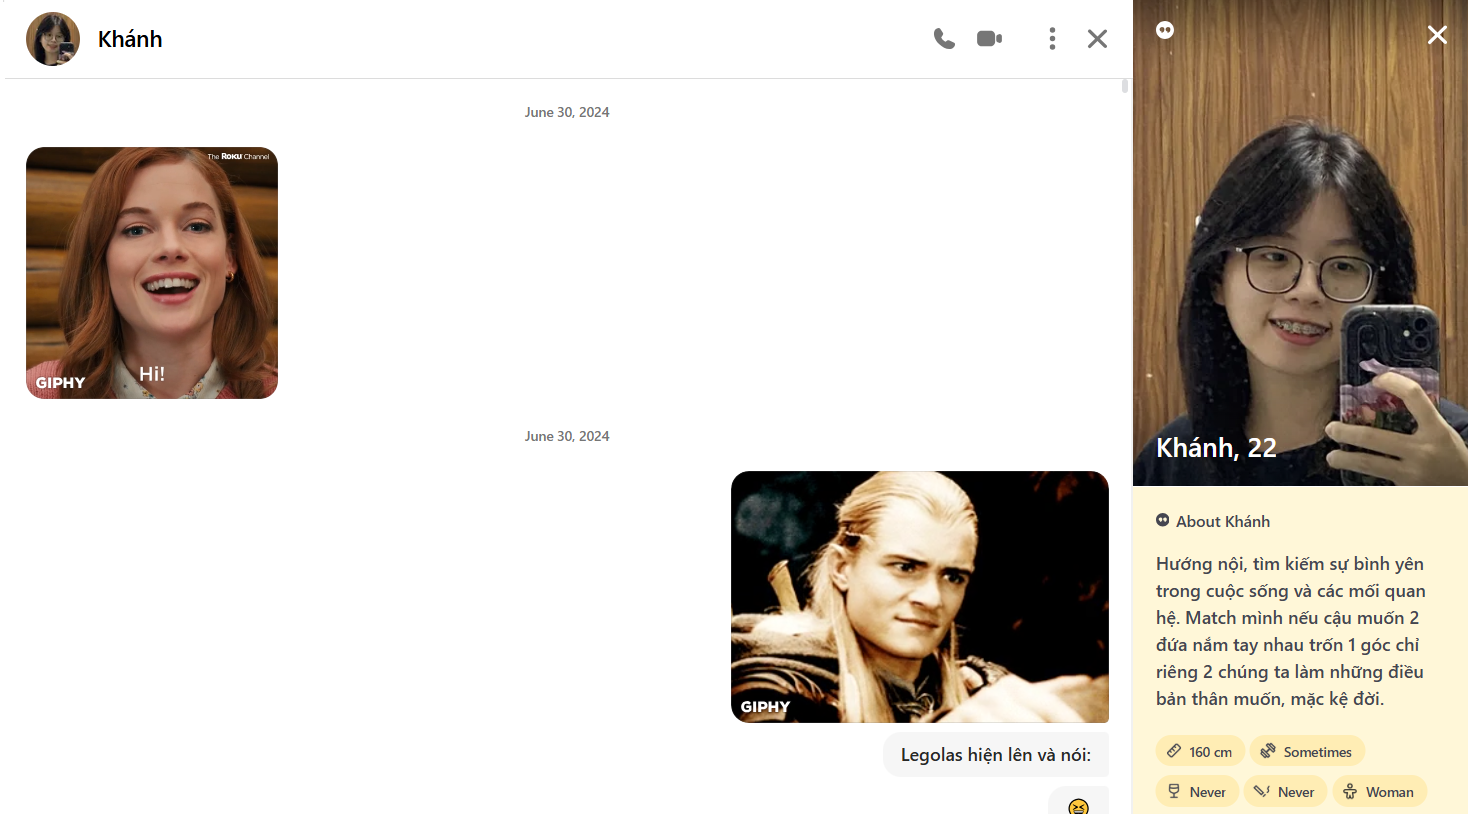 Khánh
June 30, 2024
The Roku Channel
Hi!
GIPHY
June 30, 2024
GIPHY
Legolas hiện lên và nói:
Khánh, 22
About Khánh
Hướng nội, tìm kiếm sự bình yên
trong cuộc sống và các mối quan
hệ. Match mình nếu cậu muốn 2
đứa nắm tay nhau trốn 1 góc chỉ
riêng 2 chúng ta làm những điều
bản thân muốn, mặc kệ đời.
160 cm
Sometimes
Never
Never
Woman